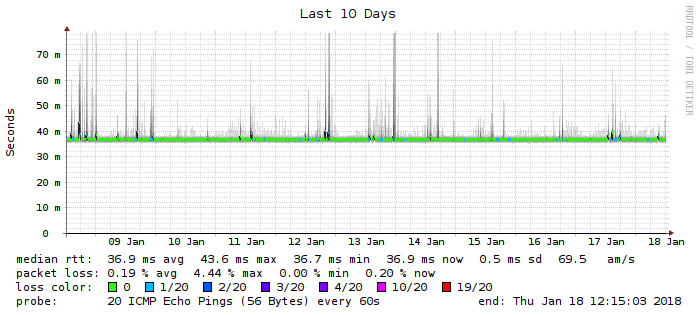 Last 10 Days
RRDTOOL / TOBI OETIKER
Seconds
70 m
60 m
50 m
40 m
30 m
20 m
10 m
0
09 Jan 10 Jan 11 Jan 12 Jan 13 Jan 14 Jan 15 Jan 16 Jan 17 Jan 18 Jan
median rtt: 36.9 ms avg 43.6 ms max 36.7 ms min 36.9 ms now 0.5 ms sd 69.5 am/s
packet loss: 0.19 % avg 4.44 % max 0.00 % min 0.20 % now
loss color: 0 1/20 2/20 3/20 4/20 10/20 19/20
probe: 20 ICMP Echo Pings (56 Bytes) every 60s end: Thu Jan 18 12:15:03 2018